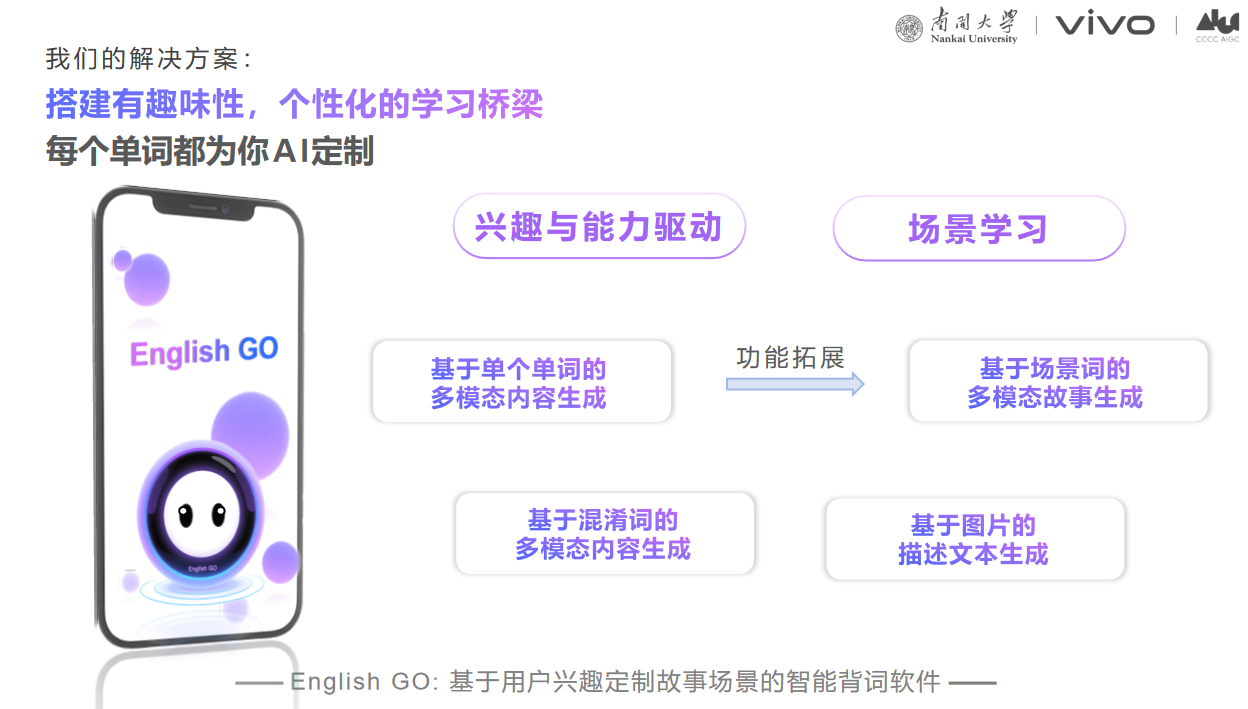 南开大学
Nankai University
vivo
AIGC
CCCC AIGC
我们的解决方案：
搭建有趣味性，个性化的学习桥梁
每个单词都为你AI定制
兴趣与能力驱动
场景学习
English GO
基于单个单词的
多模态内容生成
功能拓展
基于场景词的
多模态故事生成
基于混淆词的
多模态内容生成
基于图片的
描述文本生成
English GO
English GO: 基于用户兴趣定制故事场景的智能背词软件